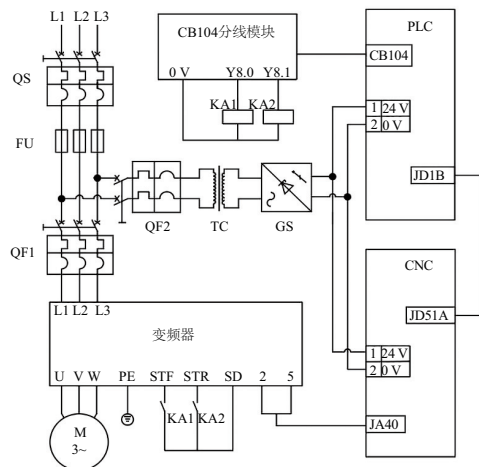 L1 L2 L3
QS
FU
QF1
L1 L2 L3
变频器
U V W PE STF STR SD 2 5
KA1 KA2
M
3~
CB104分线模块
0 V Y8.0 Y8.1
KA1 KA2
QF2 TC GS
PLC
CB104
1 24 V
2 0 V
JD1B
CNC
JD51A
1 24 V
2 0 V
JA40